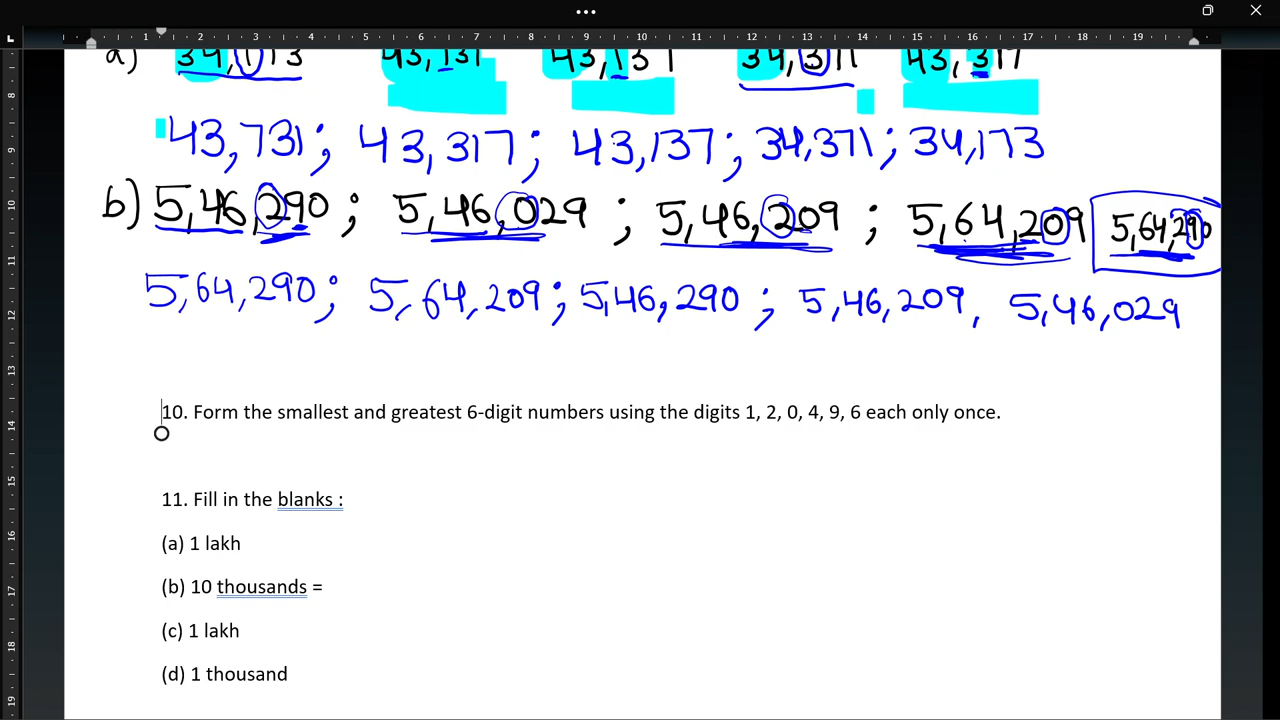 a) 34,113 43,131 43,131 34,311 43,317
43,731; 43,317; 43,137; 34,371; 34,173
b) 5,46,290; 5,46,029; 5,46,209; 5,64,209 5,64,290
5,64,290; 5,64,209; 5,46,290; 5,46,209, 5,46,029
10. Form the smallest and greatest 6-digit numbers using the digits 1, 2, 0, 4, 9, 6 each only once.
11. Fill in the blanks :
(a) 1 lakh
(b) 10 thousands =
(c) 1 lakh
(d) 1 thousand